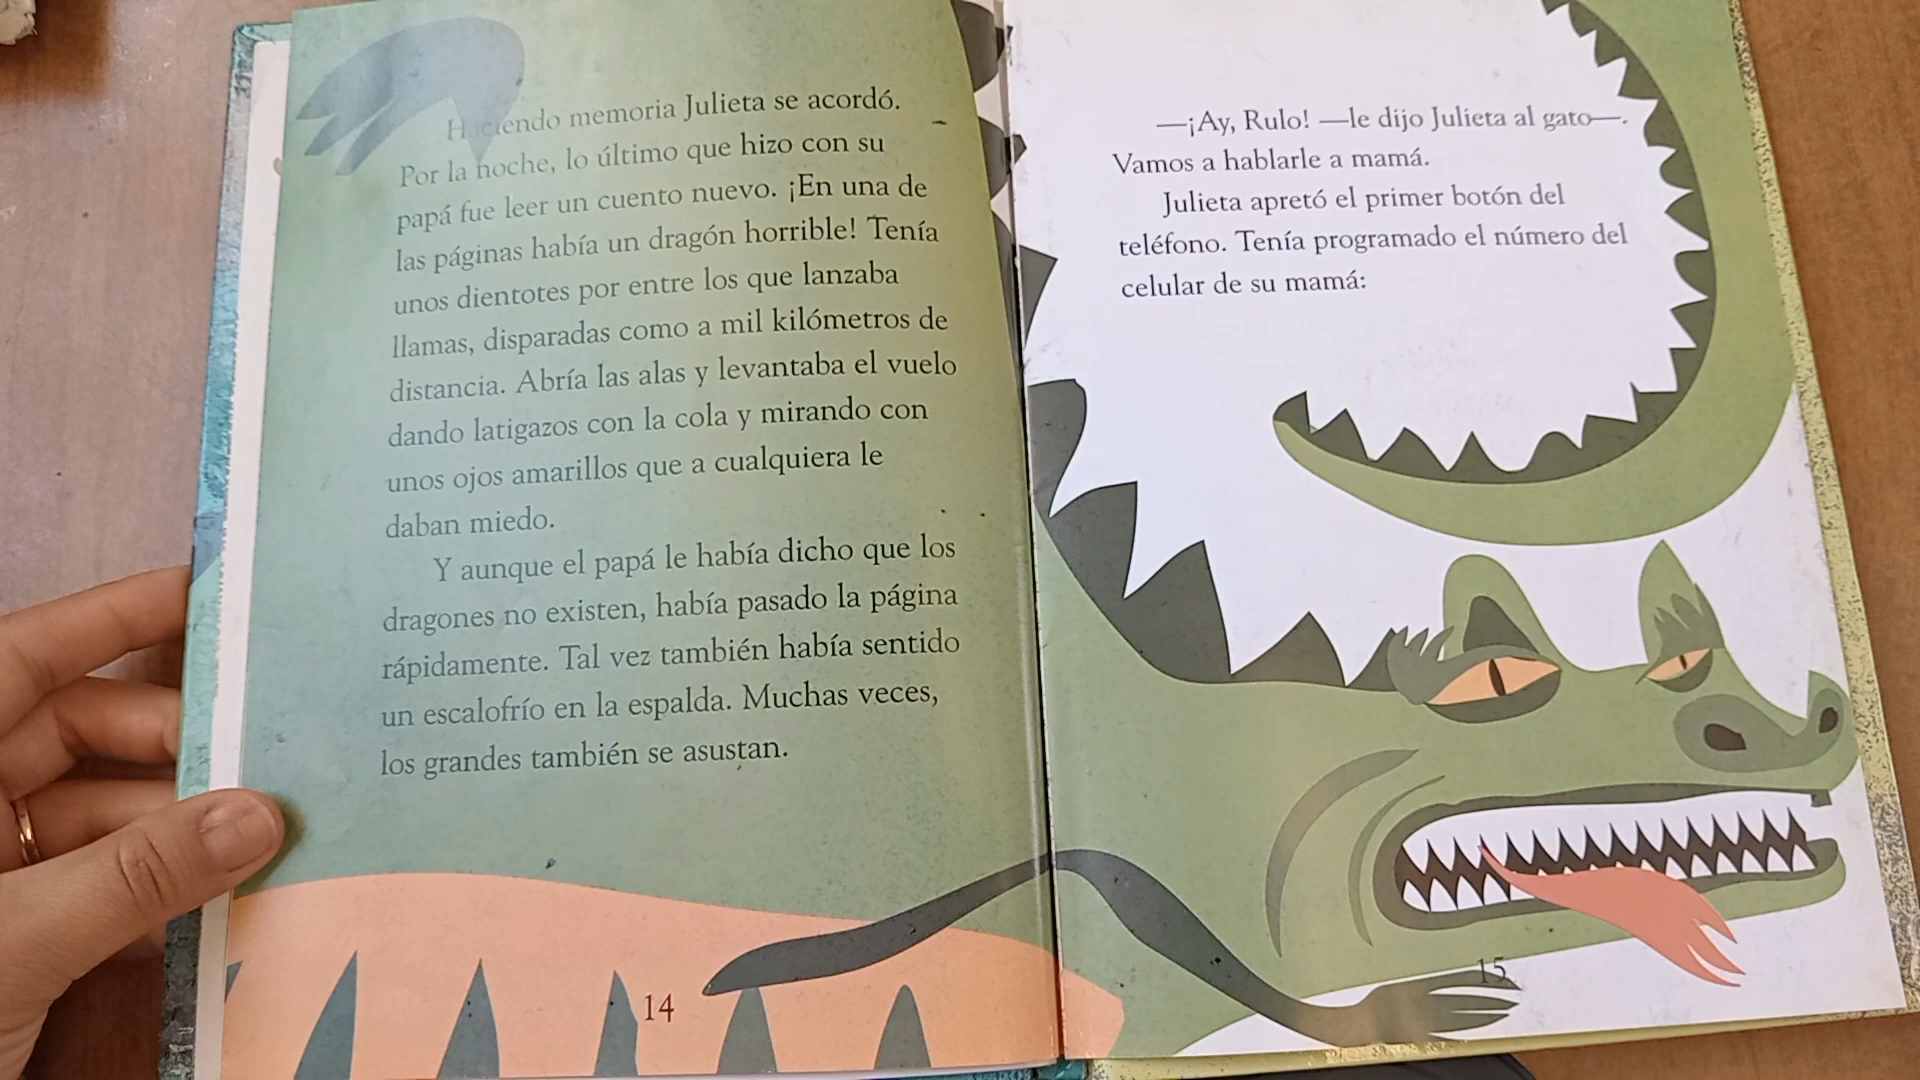 Haciendo memoria Julieta se acordó.
Por la noche, lo último que hizo con su
papá fue leer un cuento nuevo. ¡En una de
las páginas había un dragón horrible! Tenía
unos dientotes por entre los que lanzaba
llamas, disparadas como a mil kilómetros de
distancia. Abría las alas y levantaba el vuelo
dando latigazos con la cola y mirando con
unos ojos amarillos que a cualquiera le
daban miedo.
Y aunque el papá le había dicho que los
dragones no existen, había pasado la página
rápidamente. Tal vez también había sentido
un escalofrío en la espalda. Muchas veces,
los grandes también se asustan.
14
—¡Ay, Rulo! —le dijo Julieta al gato—.
Vamos a hablarle a mamá.
Julieta apretó el primer botón del
teléfono. Tenía programado el número del
celular de su mamá:
15